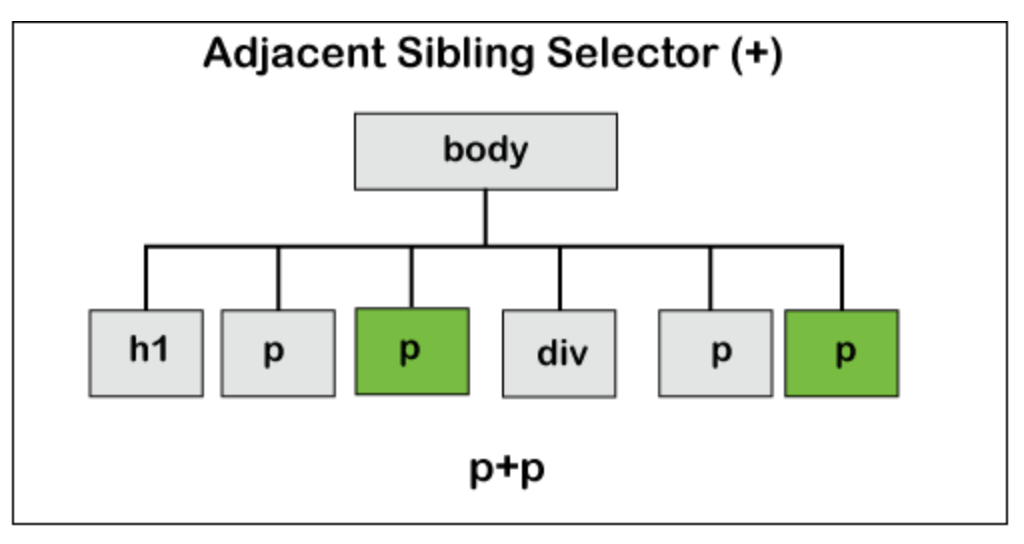 Adjacent Sibling Selector (+)
body
h1 p p div p p
p+p